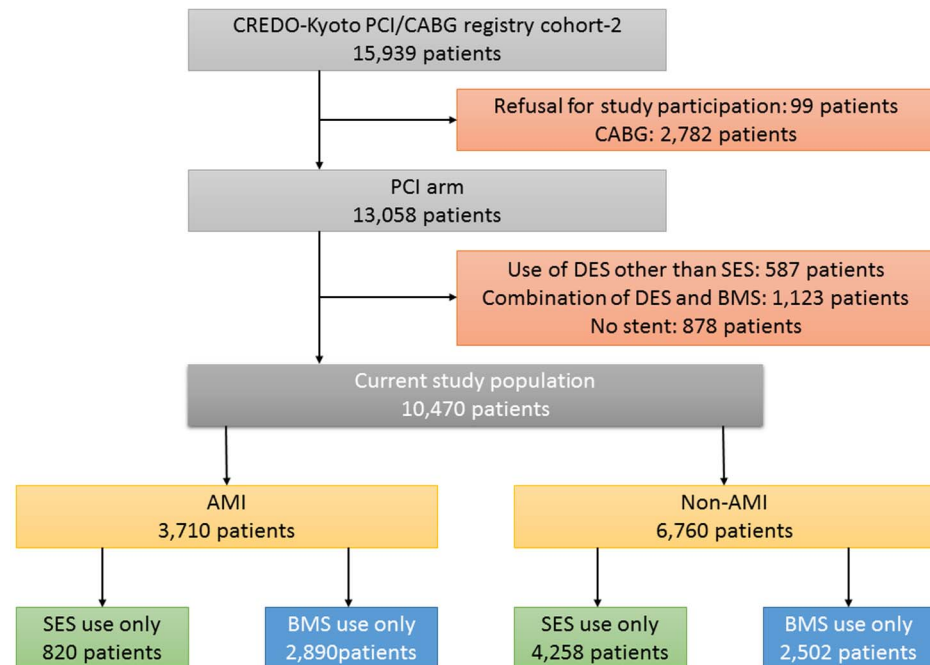 CREDO-Kyoto PCI/CABG registry cohort-2
15,939 patients
Refusal for study participation: 99 patients
CABG: 2,782 patients
PCI arm
13,058 patients
Use of DES other than SES: 587 patients
Combination of DES and BMS: 1,123 patients
No stent: 878 patients
Current study population
10,470 patients
AMI
3,710 patients
Non-AMI
6,760 patients
SES use only
820 patients
BMS use only
2,890patients
SES use only
4,258 patients
BMS use only
2,502 patients